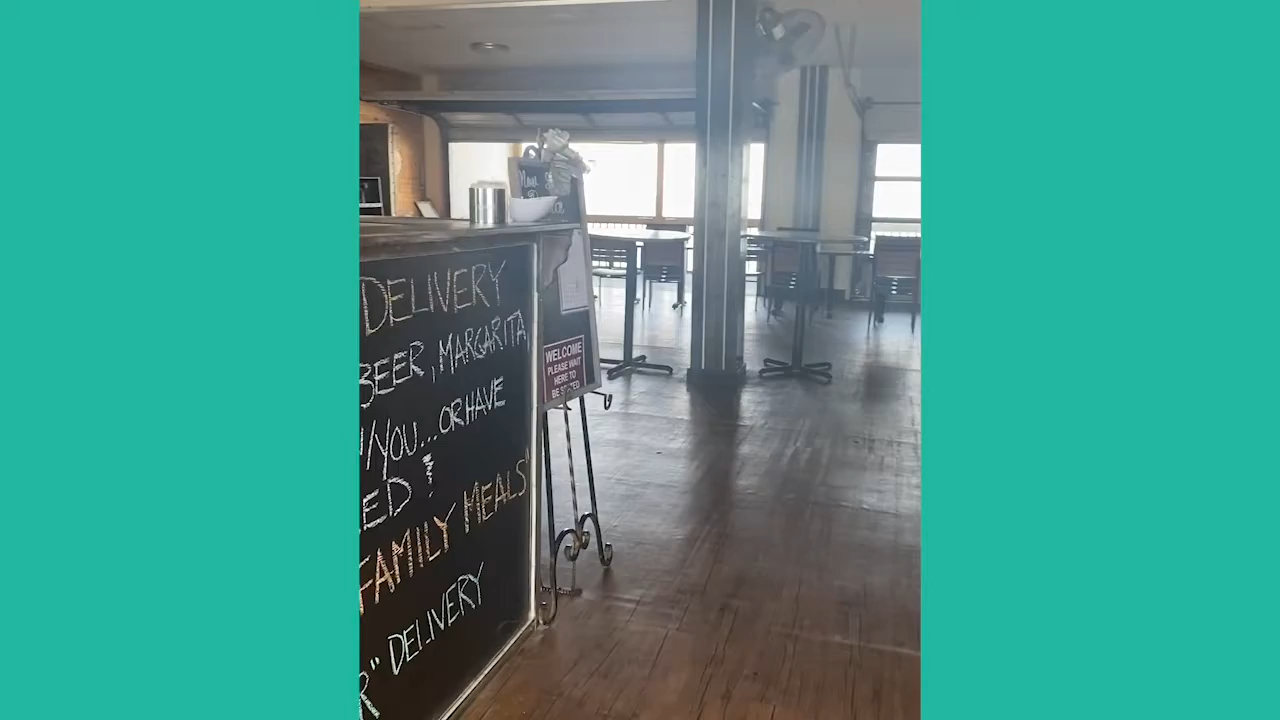 DELIVERY
BEER, MARGARITA
W/YOU... OR HAVE
ED!
FAMILY MEALS"
R" DELIVERY
WELCOME
PLEASE WAIT
HERE TO
BE SEATED